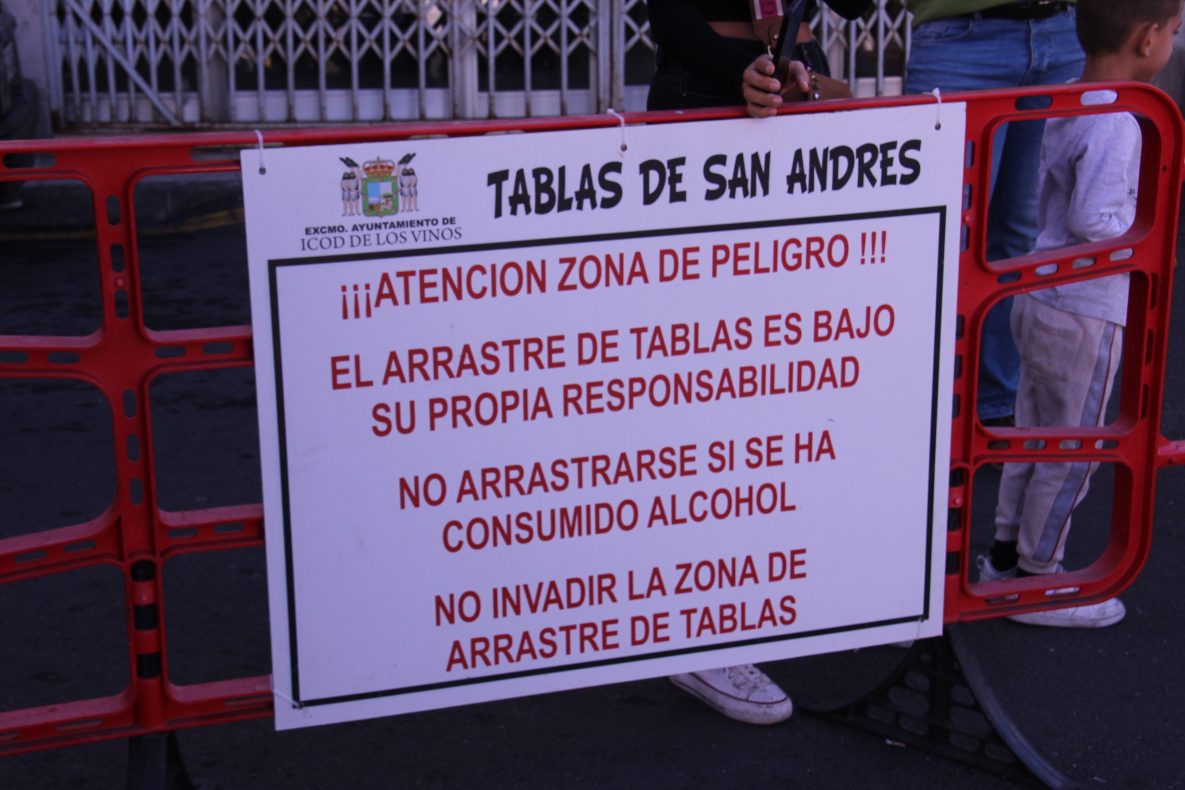 TABLAS DE SAN ANDRES
EXCMO. AYUNTAMIENTO DE
ICOD DE LOS VINOS
¡¡¡ATENCION ZONA DE PELIGRO !!!
EL ARRASTRE DE TABLAS ES BAJO
SU PROPIA RESPONSABILIDAD
NO ARRASTRARSE SI SE HA
CONSUMIDO ALCOHOL
NO INVADIR LA ZONA DE
ARRASTRE DE TABLAS